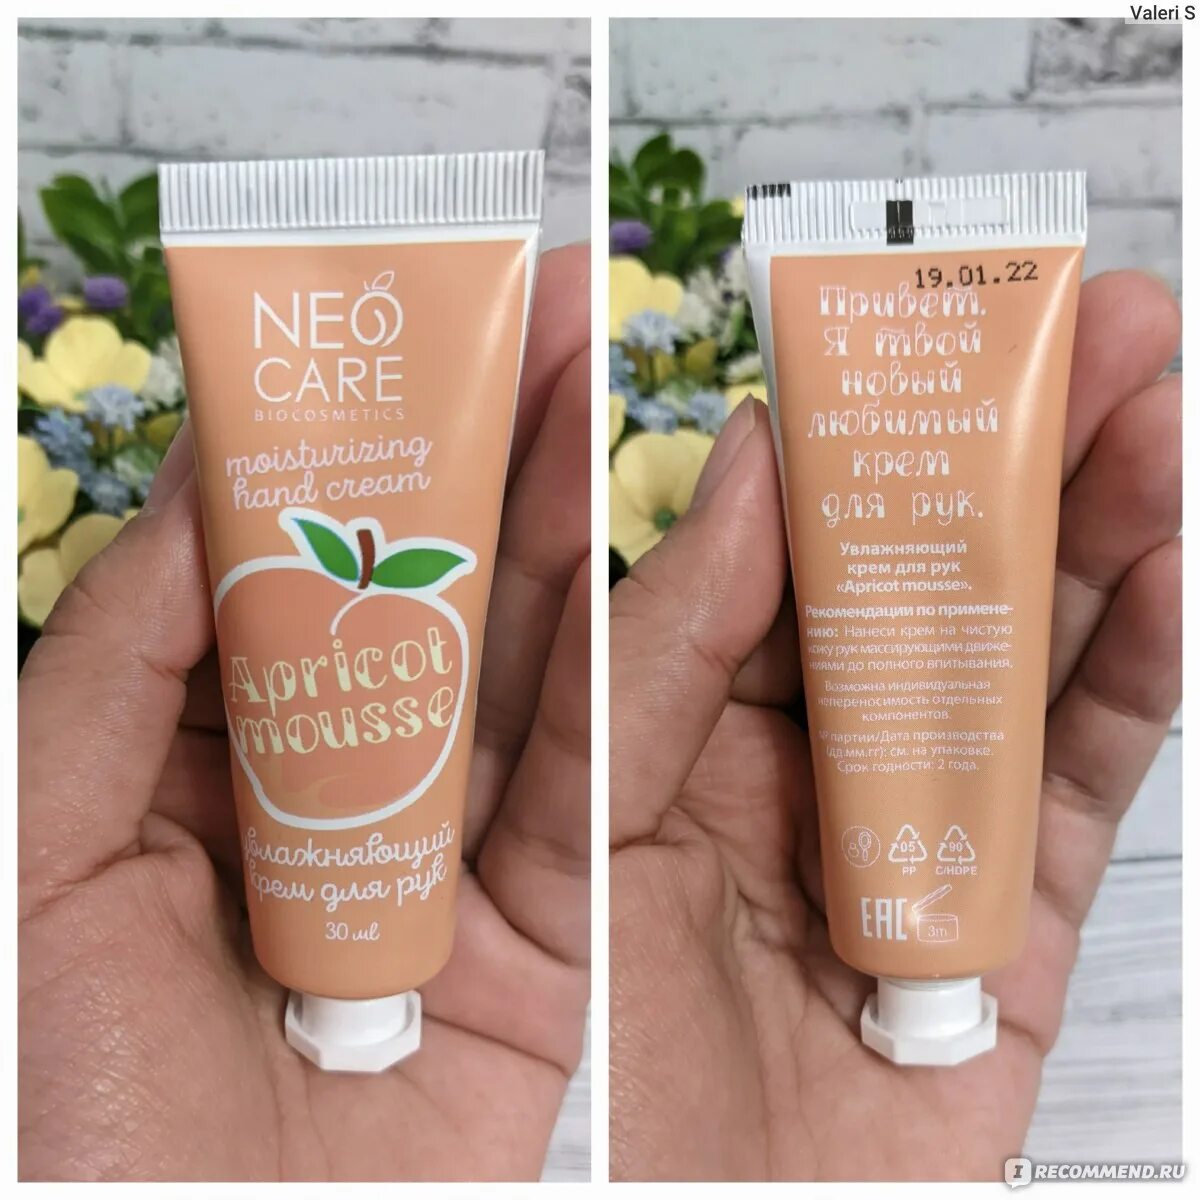 Valeri S
NEO
CARE
BIOCOSMETICS
moisturizing
hand cream
Apricot
mousse
увлажняющий
крем для рук
30 мл
19.01.22
Привет.
Я твой
новый
любимый
крем
для рук.
Увлажняющий
крем для рук
«Apricot mousse».
Рекомендации по примене-
нию: Нанеси крем на чистую
кожу рук массирующими движе-
ниями до полного впитывания.
Возможна индивидуальная
непереносимость отдельных
компонентов.
№ партии/Дата производства
(дд.мм.гг): см. на упаковке.
Срок годности: 2 года.
05 90
PP C/HDPE
EAC 3m
I RECOMMEND.RU